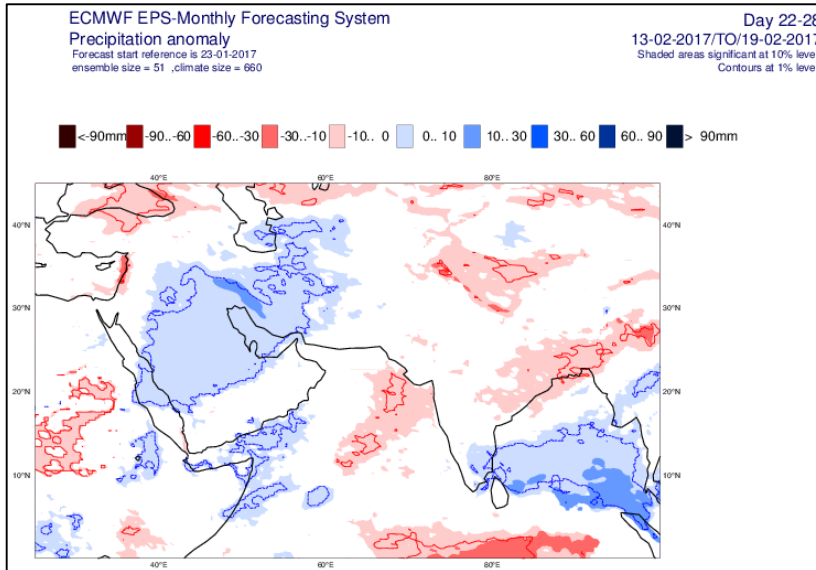 ECMWF EPS-Monthly Forecasting System
Precipitation anomaly
Forecast start reference is 23-01-2017
ensemble size = 51 ,climate size = 660
Day 22-28
13-02-2017/TO/19-02-2017
Shaded areas significant at 10% level
Contours at 1% level
<-90mm -90..-60 -60..-30 -30..-10 -10.. 0 0.. 10 10.. 30 30.. 60 60.. 90 > 90mm
40°E 60°E 80°E
40°N 40°N
30°N 30°N
20°N 20°N
10°N 10°N
40°E 60°E 80°E